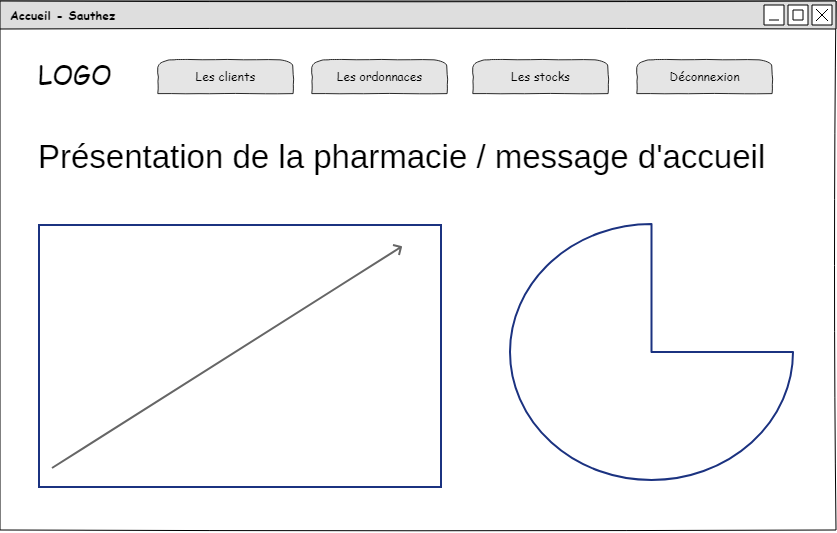 Accueil - Sauthez
LOGO
Les clients
Les ordonnaces
Les stocks
Déconnexion
Présentation de la pharmacie / message d'accueil